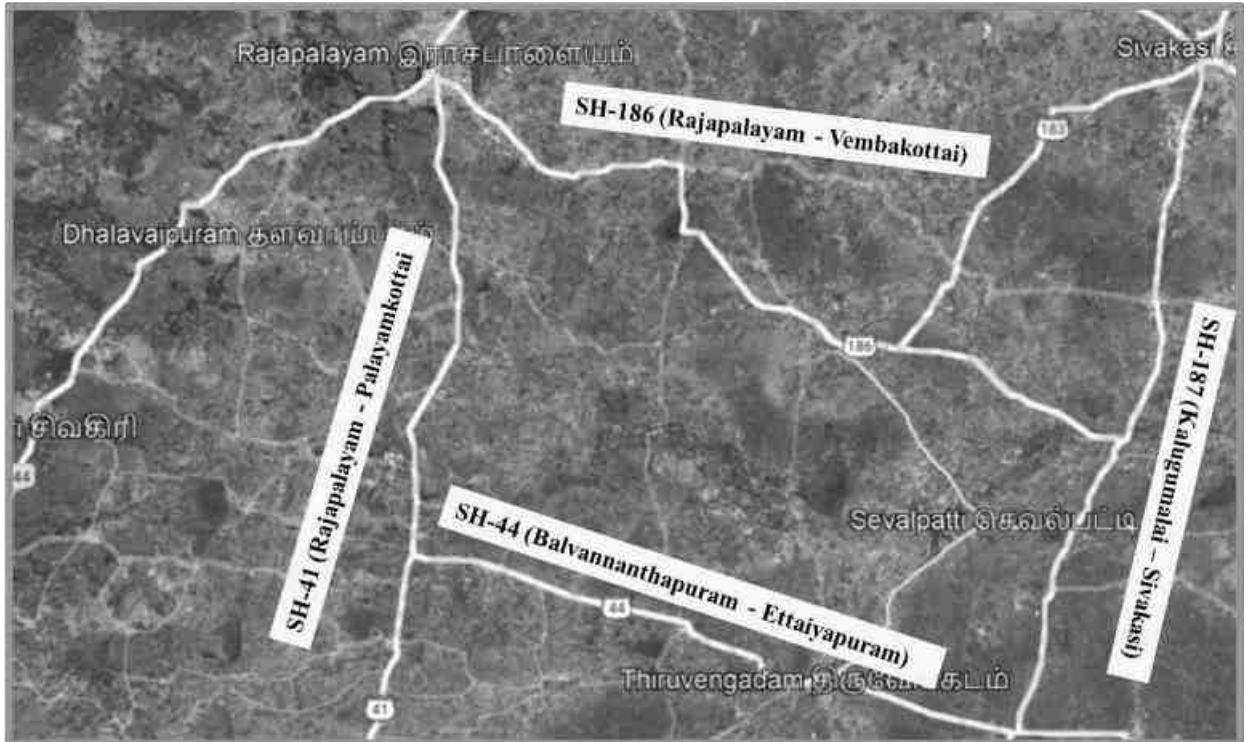 Rajapalayam இராசபாளையம்
Sivakasi
SH-186 (Rajapalayam - Vembakottai)
183
Dhalavaipuram
SH-41 (Rajapalayam - Palayamkottai
186
SH-187 (Kalugumalai - Sivakasi)
சிவகிரி
44
SH-44 (Balvannanthapuram - Ettaiyapuram)
Sevalpatti செவல்பட்டி
44
Thiruvengadam
41